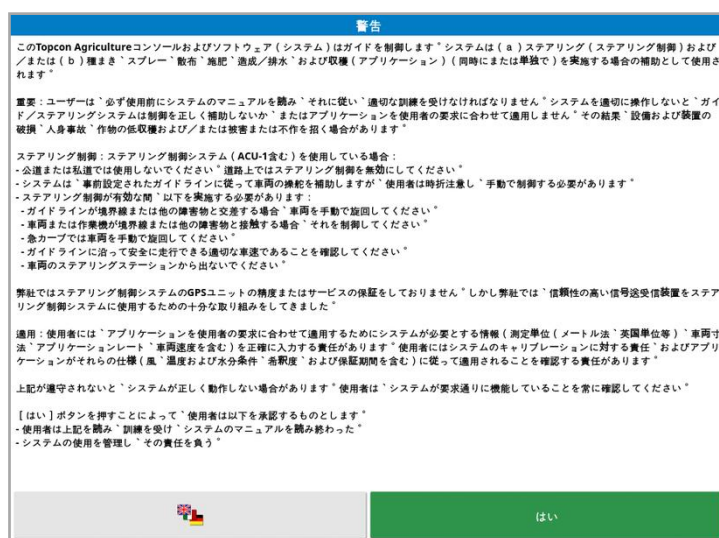 警告
このTopcon Agricultureコンソールおよびソフトウェア(システム)はガイドを制御します。システムは(a)ステアリング(ステアリング制御)および
/または(b)種まき、スプレー、散布、施肥、造成/排水、および収穫(アプリケーション)(同時にまたは単独で)を実施する場合の補助として使用さ
れます。
重要:ユーザーは、必ず使用前にシステムのマニュアルを読み、それに従い、適切な訓練を受けなければなりません。システムを適切に操作しないと、ガイ
ド/ステアリングシステムは制御を正しく補助しないか、またはアプリケーションを使用者の要求に合わせて適用しません。その結果、設備および装置の
破損、人身事故、作物の低収穫および/または被害または不作を招く場合があります。
ステアリング制御:ステアリング制御システム(ACU-1含む)を使用している場合:
- 公道または私道では使用しないでください。道路上ではステアリング制御を無効にしてください。
- システムは、事前設定されたガイドラインに従って車両の操舵を補助しますが、使用者は時折注意し、手動で制御する必要があります。
- ステアリング制御が有効な間、以下を実施する必要があります:
- ガイドラインが境界線または他の障害物と交差する場合、車両を手動で旋回してください。
- 車両または作業機が境界線または他の障害物と接触する場合、それを制御してください。
- 急カーブでは車両を手動で旋回してください。
- ガイドラインに沿って安全に走行できる適切な車速であることを確認してください。
- 車両のステアリングステーションから出ないでください。
弊社ではステアリング制御システムのGPSユニットの精度またはサービスの保証をしておりません。しかし弊社では、信頼性の高い信号送受信装置をステア
リング制御システムに使用するための十分な取り組みをしてきました。
適用:使用者には、アプリケーションを使用者の要求に合わせて適用するためにシステムが必要とする情報(測定単位(メートル法、英国単位等)、車両寸
法、アプリケーションレート、車両速度を含む)を正確に入力する責任があります。使用者にはシステムのキャリブレーションに対する責任、およびアプリ
ケーションがそれらの仕様(風、温度および水分条件、希釈度、および保証期間を含む)に従って適用されることを確認する責任があります。
上記が遵守されないと、システムが正しく動作しない場合があります。使用者は、システムが要求通りに機能していることを常に確認してください。
[はい]ボタンを押すことによって、使用者は以下を承認するものとします。
- 使用者は上記を読み、訓練を受け、システムのマニュアルを読み終わった。
- システムの使用を管理し、その責任を負う。
はい